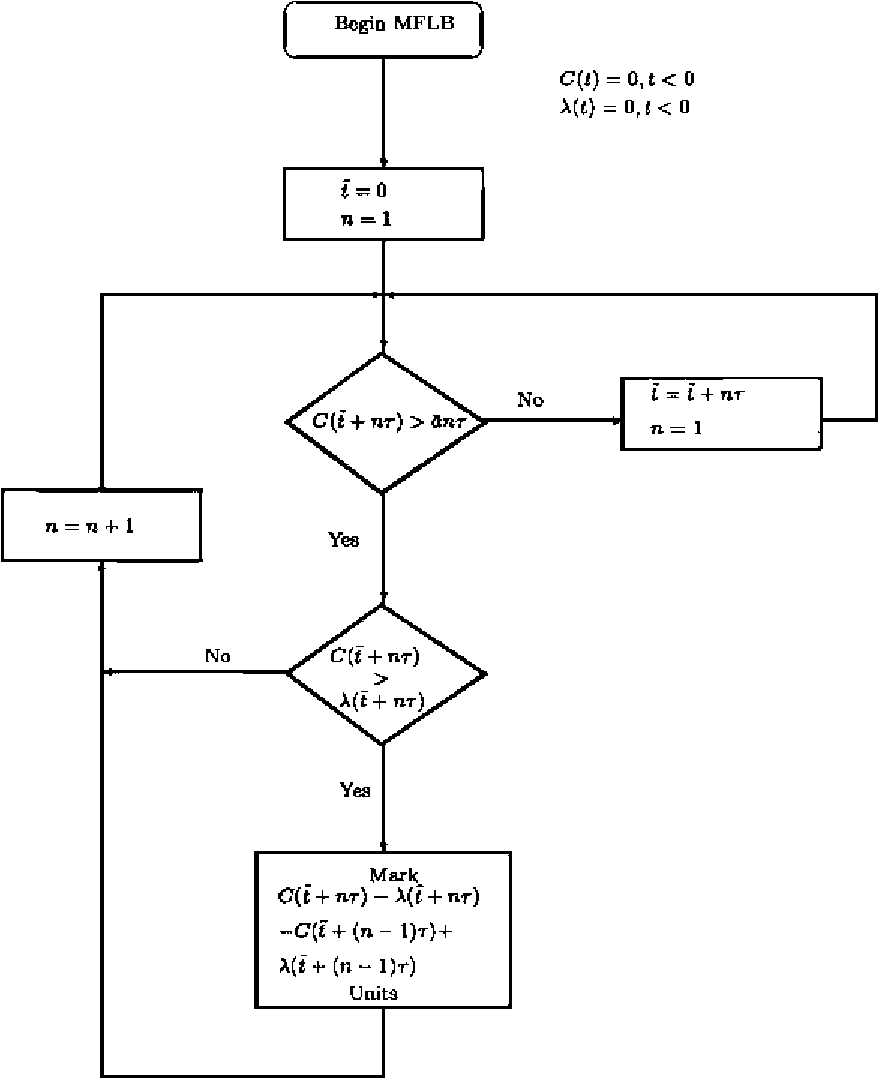 Begin MFLB
C(t) = 0, t < 0
λ(t) = 0, t < 0
t̄ = 0
n = 1
C(t̄ + nτ) > ānτ
No
t̄ = t̄ + nτ
n = 1
n = n + 1
Yes
No
C(t̄ + nτ)
>
λ(t̄ + nτ)
Yes
Mark
C(t̄ + nτ) − λ(t̄ + nτ)
−C(t̄ + (n − 1)τ)+
λ(t̄ + (n − 1)τ)
Units